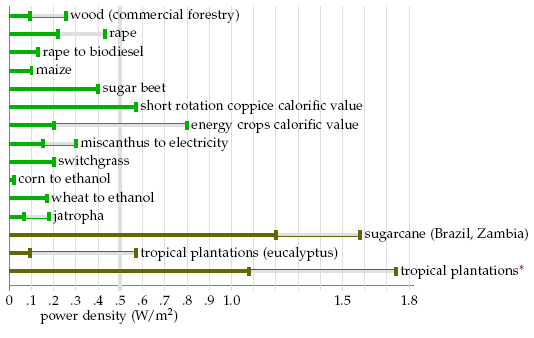 wood (commercial forestry)
rape
rape to biodiesel
maize
sugar beet
short rotation coppice calorific value
energy crops calorific value
miscanthus to electricity
switchgrass
corn to ethanol
wheat to ethanol
jatropha
sugarcane (Brazil, Zambia)
tropical plantations (eucalyptus)
tropical plantations*
0 .1 .2 .3 .4 .5 .6 .7 .8 .9 1.0 1.5 1.8
power density (W/m²)